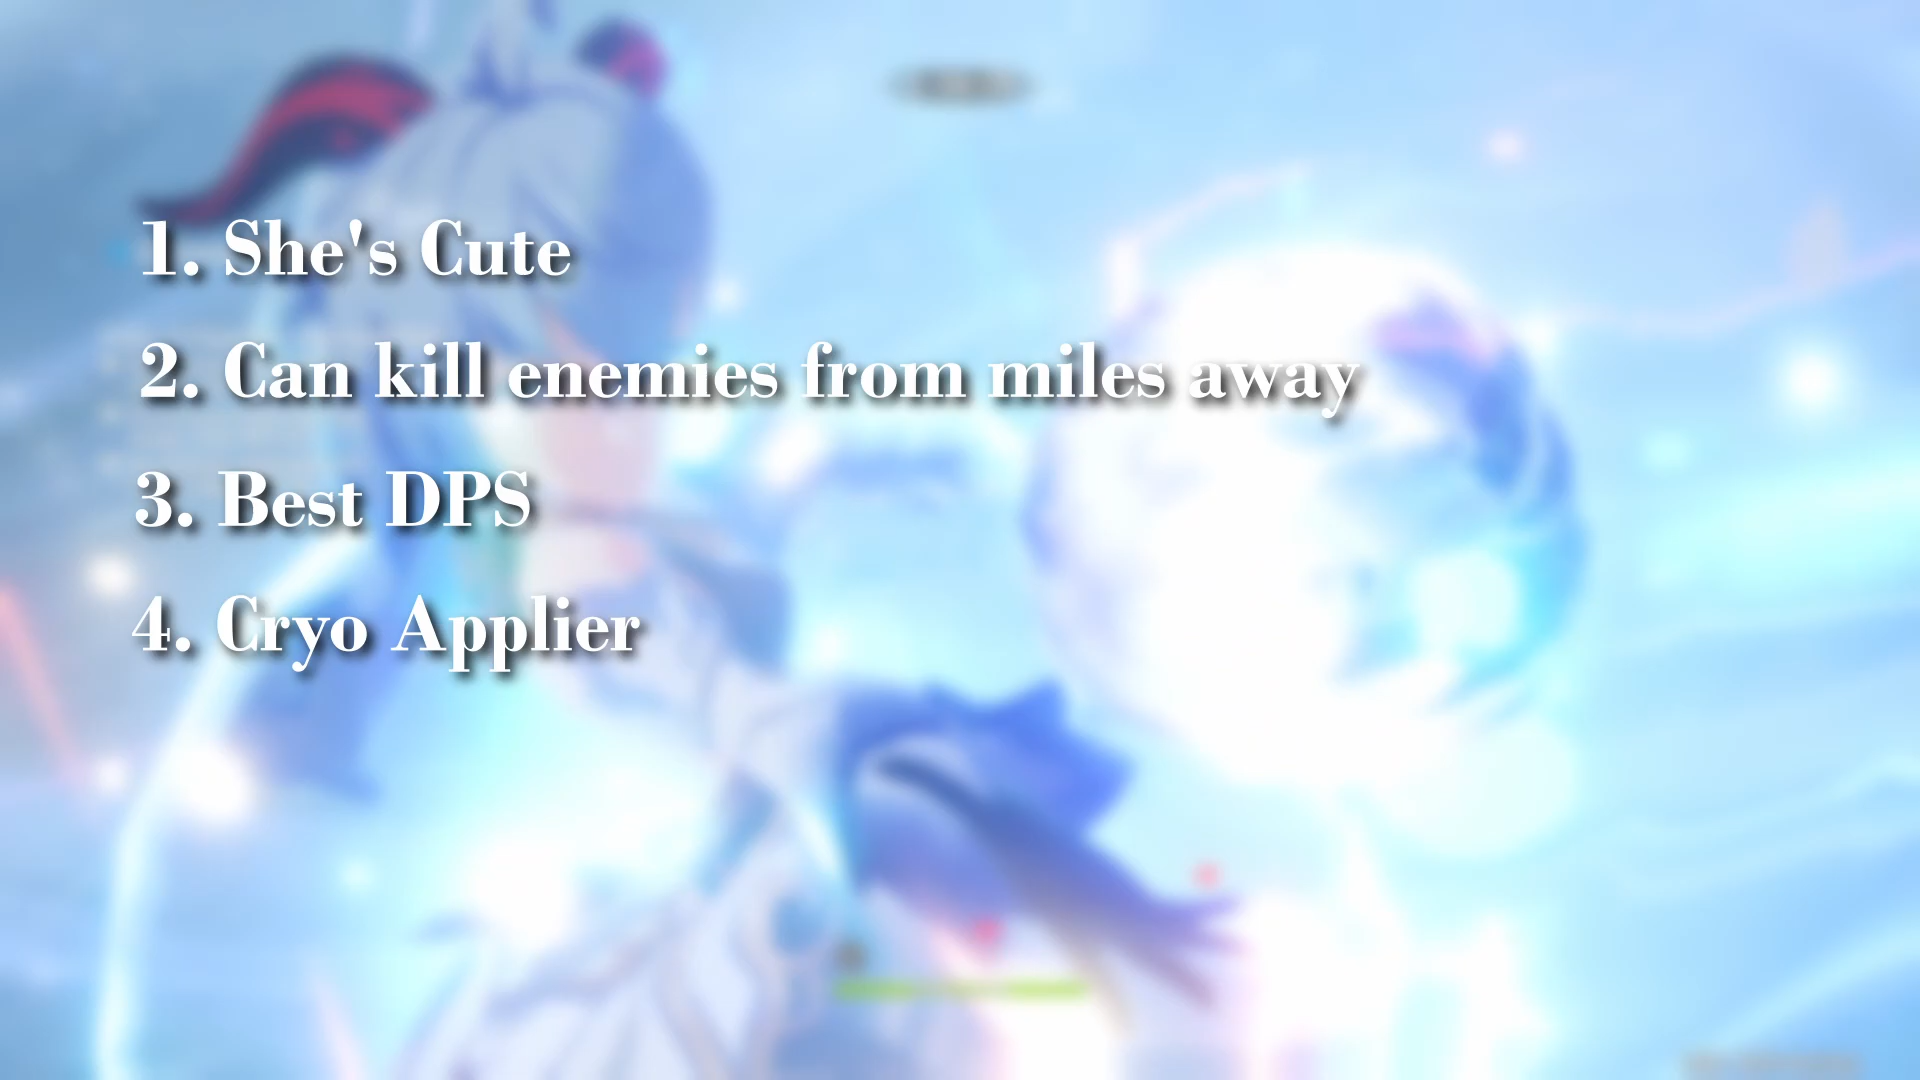 1. She's Cute
2. Can kill enemies from miles away
3. Best DPS
4. Cryo Applier